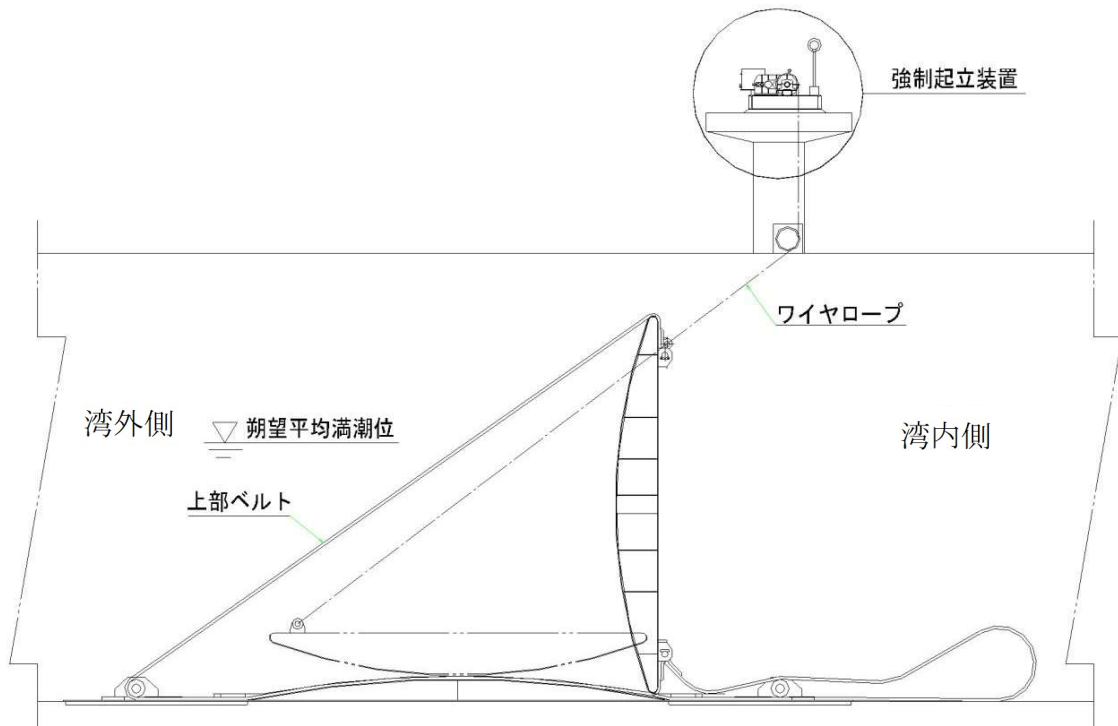 強制起立装置
ワイヤロープ
湾外側
朔望平均満潮位
湾内側
上部ベルト